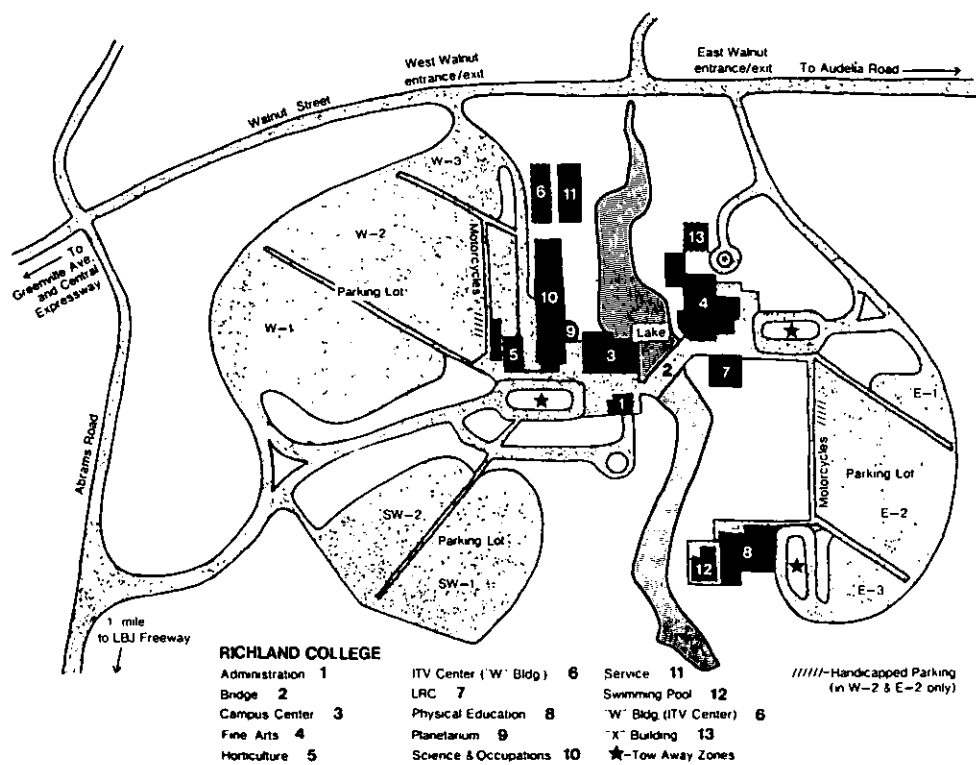 West Walnut
entrance/exit
East Walnut
entrance/exit
To Audelia Road
Walnut Street
W-3
6
11
W-2
Motorcycles
13
To
Greenville Ave.
and Central
Expressway
Parking Lot
10
4
W-1
9
Lake
5
3
2
7
1
E-1
Abrams Road
Motorcycles
Parking Lot
SW-2
E-2
Parking Lot
8
12
SW-1
E-3
1 mile
to LBJ Freeway
RICHLAND COLLEGE
Administration 1
Bridge 2
Campus Center 3
Fine Arts 4
Horticulture 5
ITV Center ("W" Bldg.) 6
LRC 7
Physical Education 8
Planetarium 9
Science & Occupations 10
Service 11
Swimming Pool 12
"W" Bldg. (ITV Center) 6
"X" Building 13
★-Tow Away Zones
//////-Handicapped Parking
(in W-2 & E-2 only)